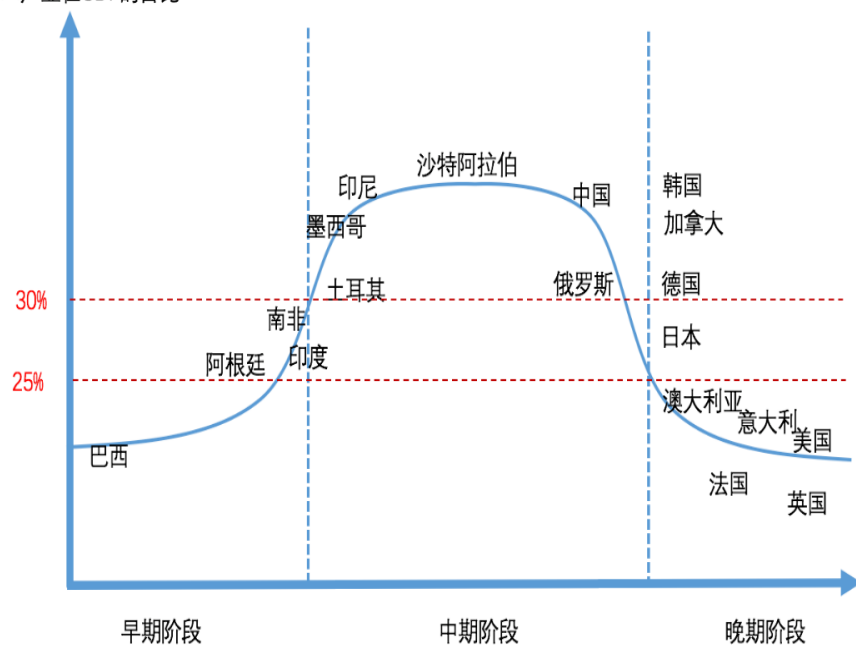 沙特阿拉伯
印尼
中国
韩国
墨西哥
加拿大
30%
土耳其
俄罗斯
德国
南非
日本
25%
阿根廷
印度
澳大利亚
意大利
美国
巴西
法国
英国
早期阶段
中期阶段
晚期阶段